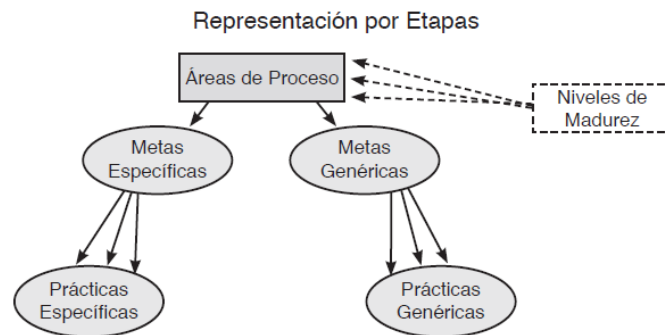 Representación por Etapas
Áreas de Proceso
Niveles de
Madurez
Metas
Específicas
Metas
Genéricas
Prácticas
Específicas
Prácticas
Genéricas